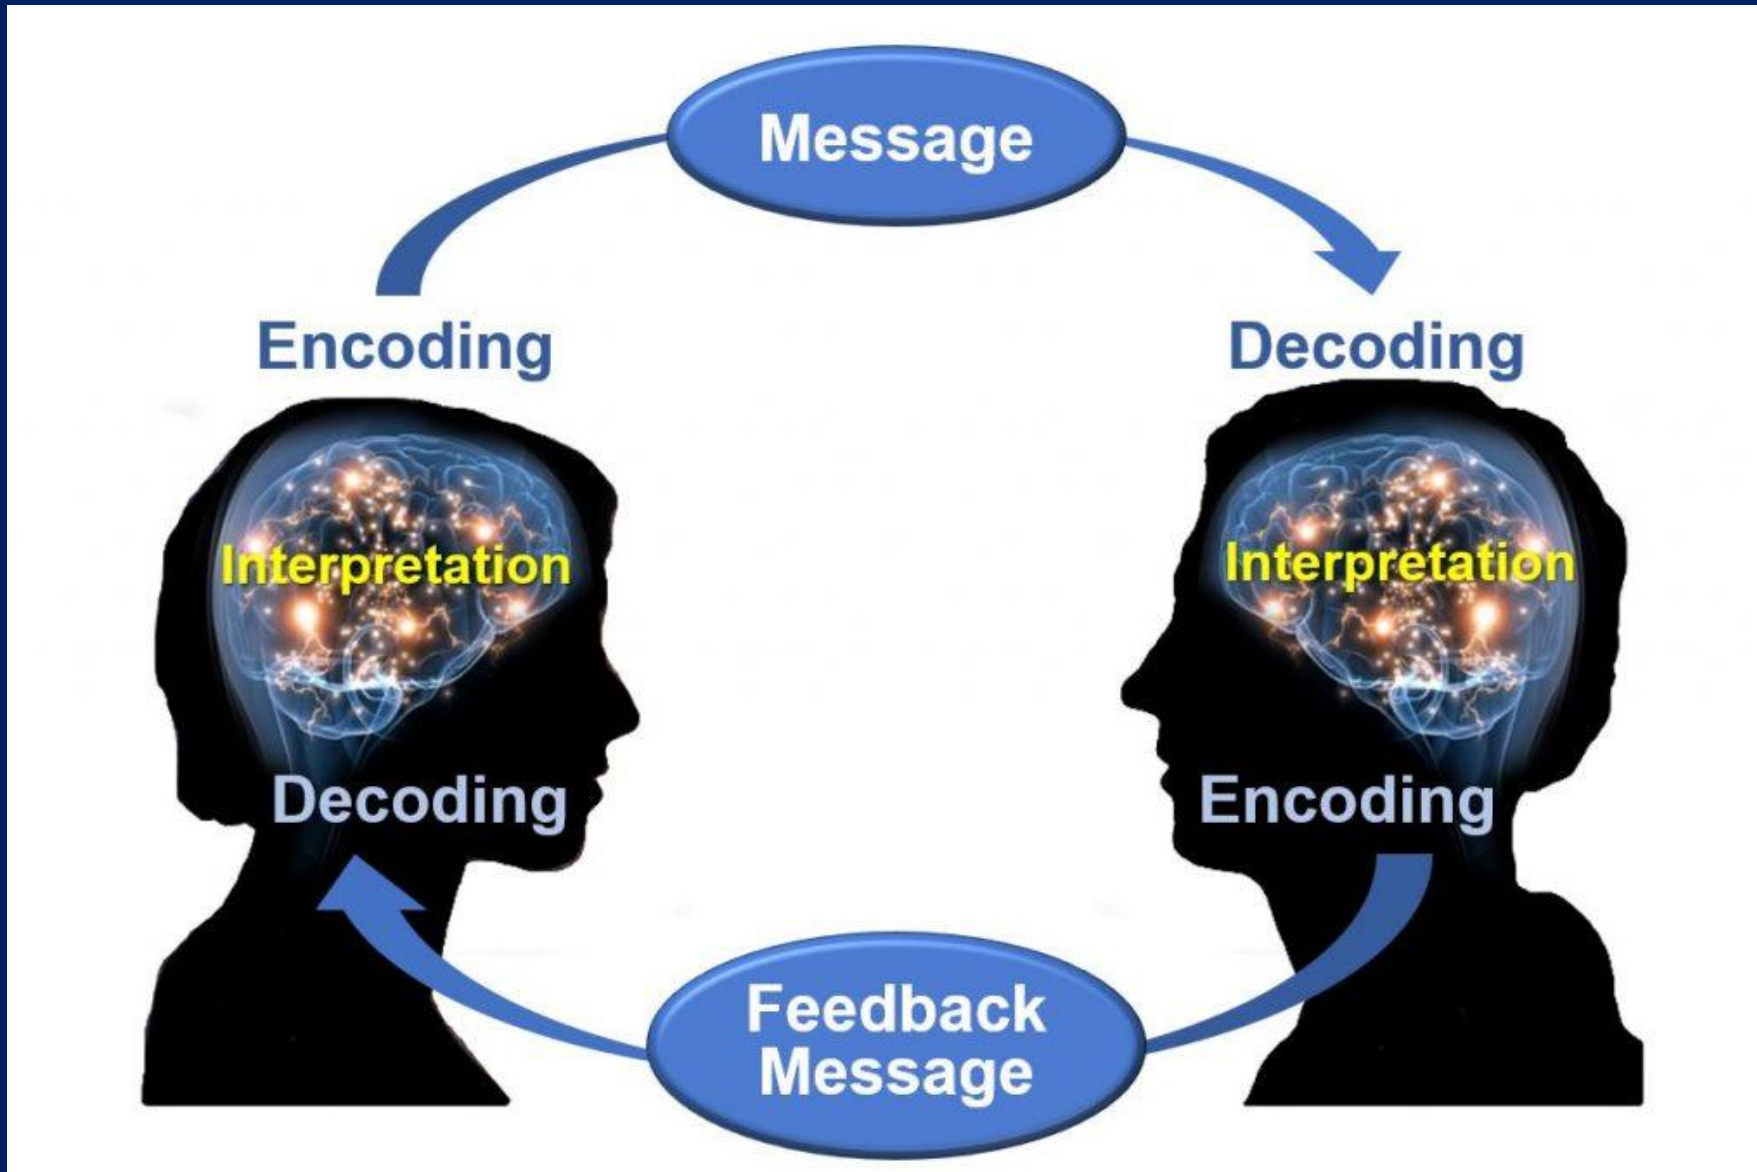 Message
Encoding
Decoding
Interpretation
Interpretation
Decoding
Encoding
Feedback
Message